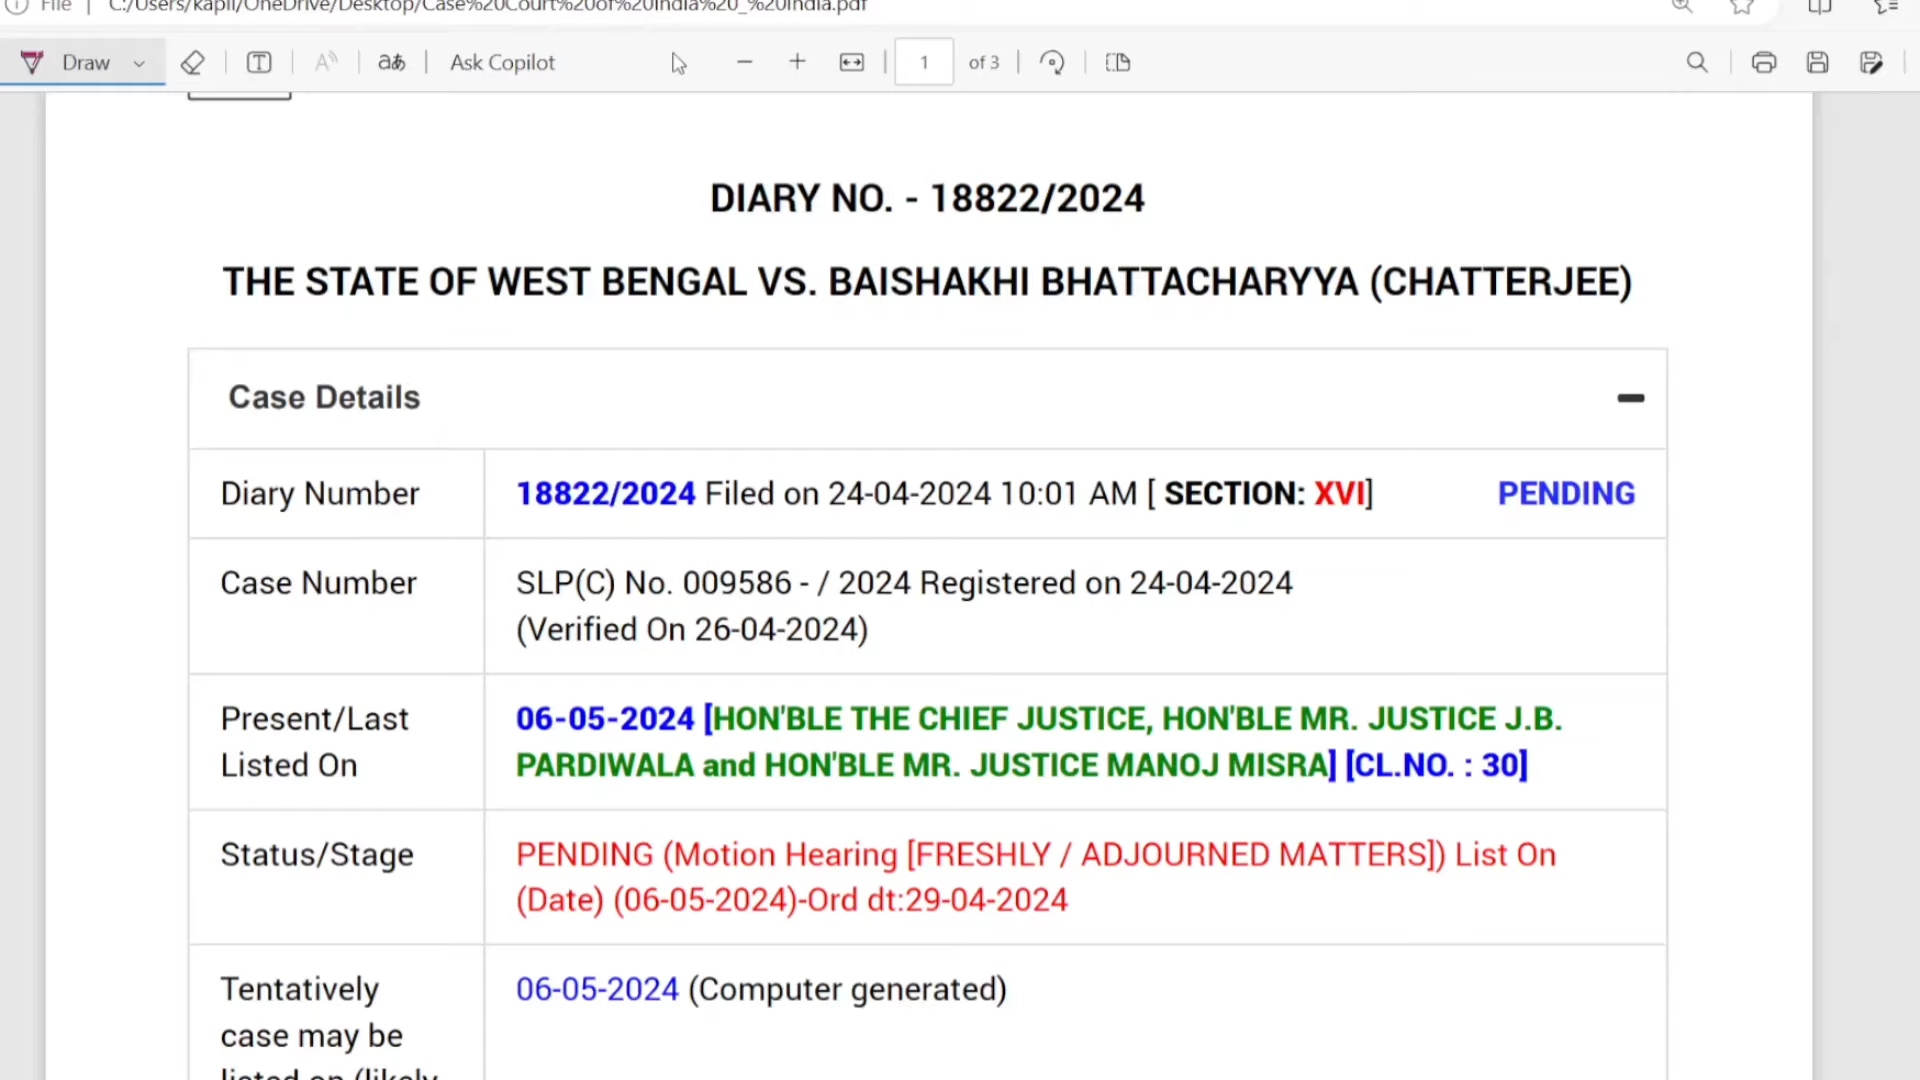 File | C:/Users/kapil/OneDrive/Desktop/Case%20Court%20of%20India%20_%20India.pdf
Draw T aあ Ask Copilot 1 of 3
DIARY NO. - 18822/2024
THE STATE OF WEST BENGAL VS. BAISHAKHI BHATTACHARYYA (CHATTERJEE)
Case Details
Diary Number 18822/2024 Filed on 24-04-2024 10:01 AM [ SECTION: XVI] PENDING
Case Number SLP(C) No. 009586 - / 2024 Registered on 24-04-2024
(Verified On 26-04-2024)
Present/Last 06-05-2024 [HON'BLE THE CHIEF JUSTICE, HON'BLE MR. JUSTICE J.B.
Listed On PARDIWALA and HON'BLE MR. JUSTICE MANOJ MISRA] [CL.NO. : 30]
Status/Stage PENDING (Motion Hearing [FRESHLY / ADJOURNED MATTERS]) List On
(Date) (06-05-2024)-Ord dt:29-04-2024
Tentatively 06-05-2024 (Computer generated)
case may be
listed on (likely